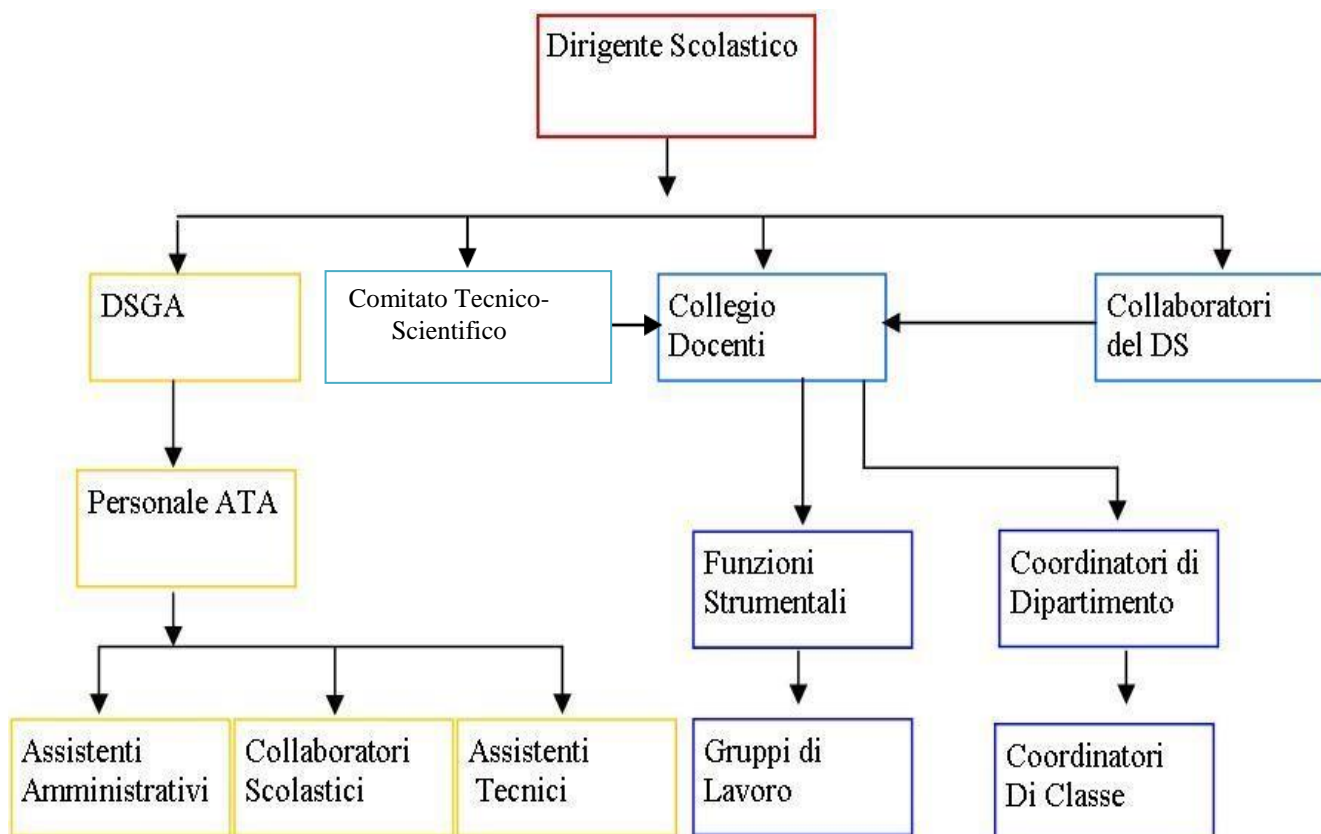 Dirigente Scolastico
DSGA
Comitato Tecnico-
Scientifico
Collegio
Docenti
Collaboratori
del DS
Personale ATA
Funzioni
Strumentali
Coordinatori di
Dipartimento
Assistenti
Amministrativi
Collaboratori
Scolastici
Assistenti
Tecnici
Gruppi di
Lavoro
Coordinatori
Di Classe